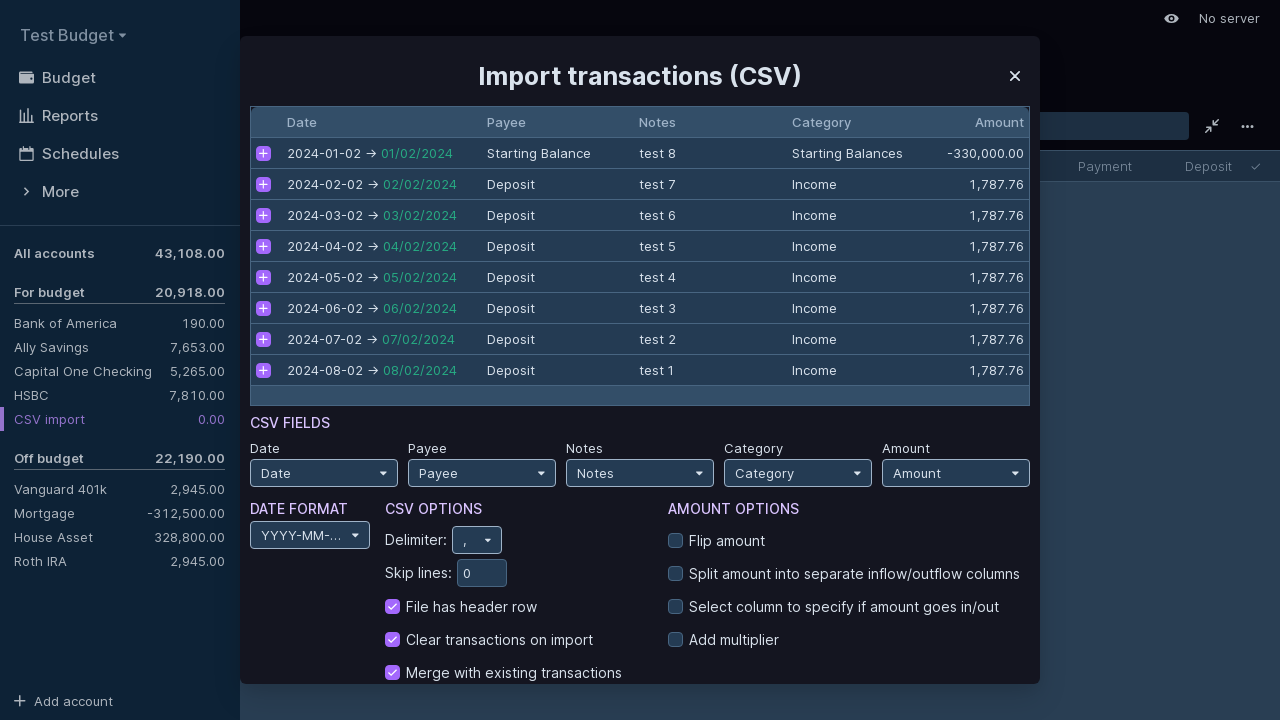 Test Budget
Budget
Reports
Schedules
More
All accounts 43,108.00
For budget 20,918.00
Bank of America 190.00
Ally Savings 7,653.00
Capital One Checking 5,265.00
HSBC 7,810.00
CSV import 0.00
Off budget 22,190.00
Vanguard 401k 2,945.00
Mortgage -312,500.00
House Asset 328,800.00
Roth IRA 2,945.00
Add account
No server
Payment Deposit
Import transactions (CSV)
Date Payee Notes Category Amount
2024-01-02 → 01/02/2024 Starting Balance test 8 Starting Balances -330,000.00
2024-02-02 → 02/02/2024 Deposit test 7 Income 1,787.76
2024-03-02 → 03/02/2024 Deposit test 6 Income 1,787.76
2024-04-02 → 04/02/2024 Deposit test 5 Income 1,787.76
2024-05-02 → 05/02/2024 Deposit test 4 Income 1,787.76
2024-06-02 → 06/02/2024 Deposit test 3 Income 1,787.76
2024-07-02 → 07/02/2024 Deposit test 2 Income 1,787.76
2024-08-02 → 08/02/2024 Deposit test 1 Income 1,787.76
CSV FIELDS
Date Payee Notes Category Amount
Date Payee Notes Category Amount
DATE FORMAT
YYYY-MM-...
CSV OPTIONS
Delimiter: ,
Skip lines: 0
File has header row
Clear transactions on import
Merge with existing transactions
AMOUNT OPTIONS
Flip amount
Split amount into separate inflow/outflow columns
Select column to specify if amount goes in/out
Add multiplier